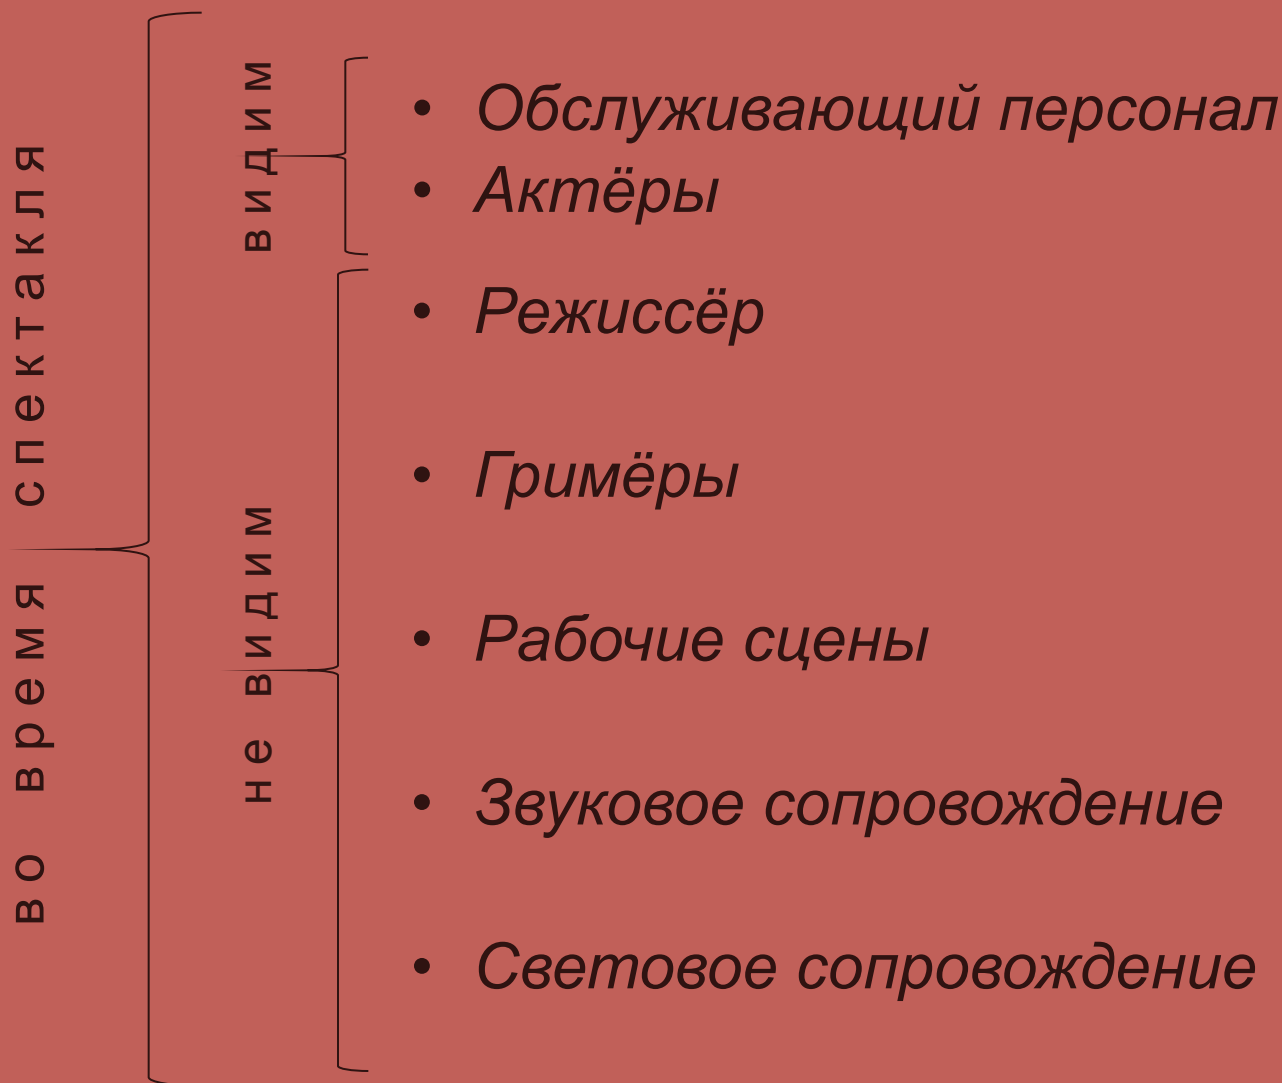 во время спектакля
видим
• Обслуживающий персонал
• Актёры
не видим
• Режиссёр
• Гримёры
• Рабочие сцены
• Звуковое сопровождение
• Световое сопровождение